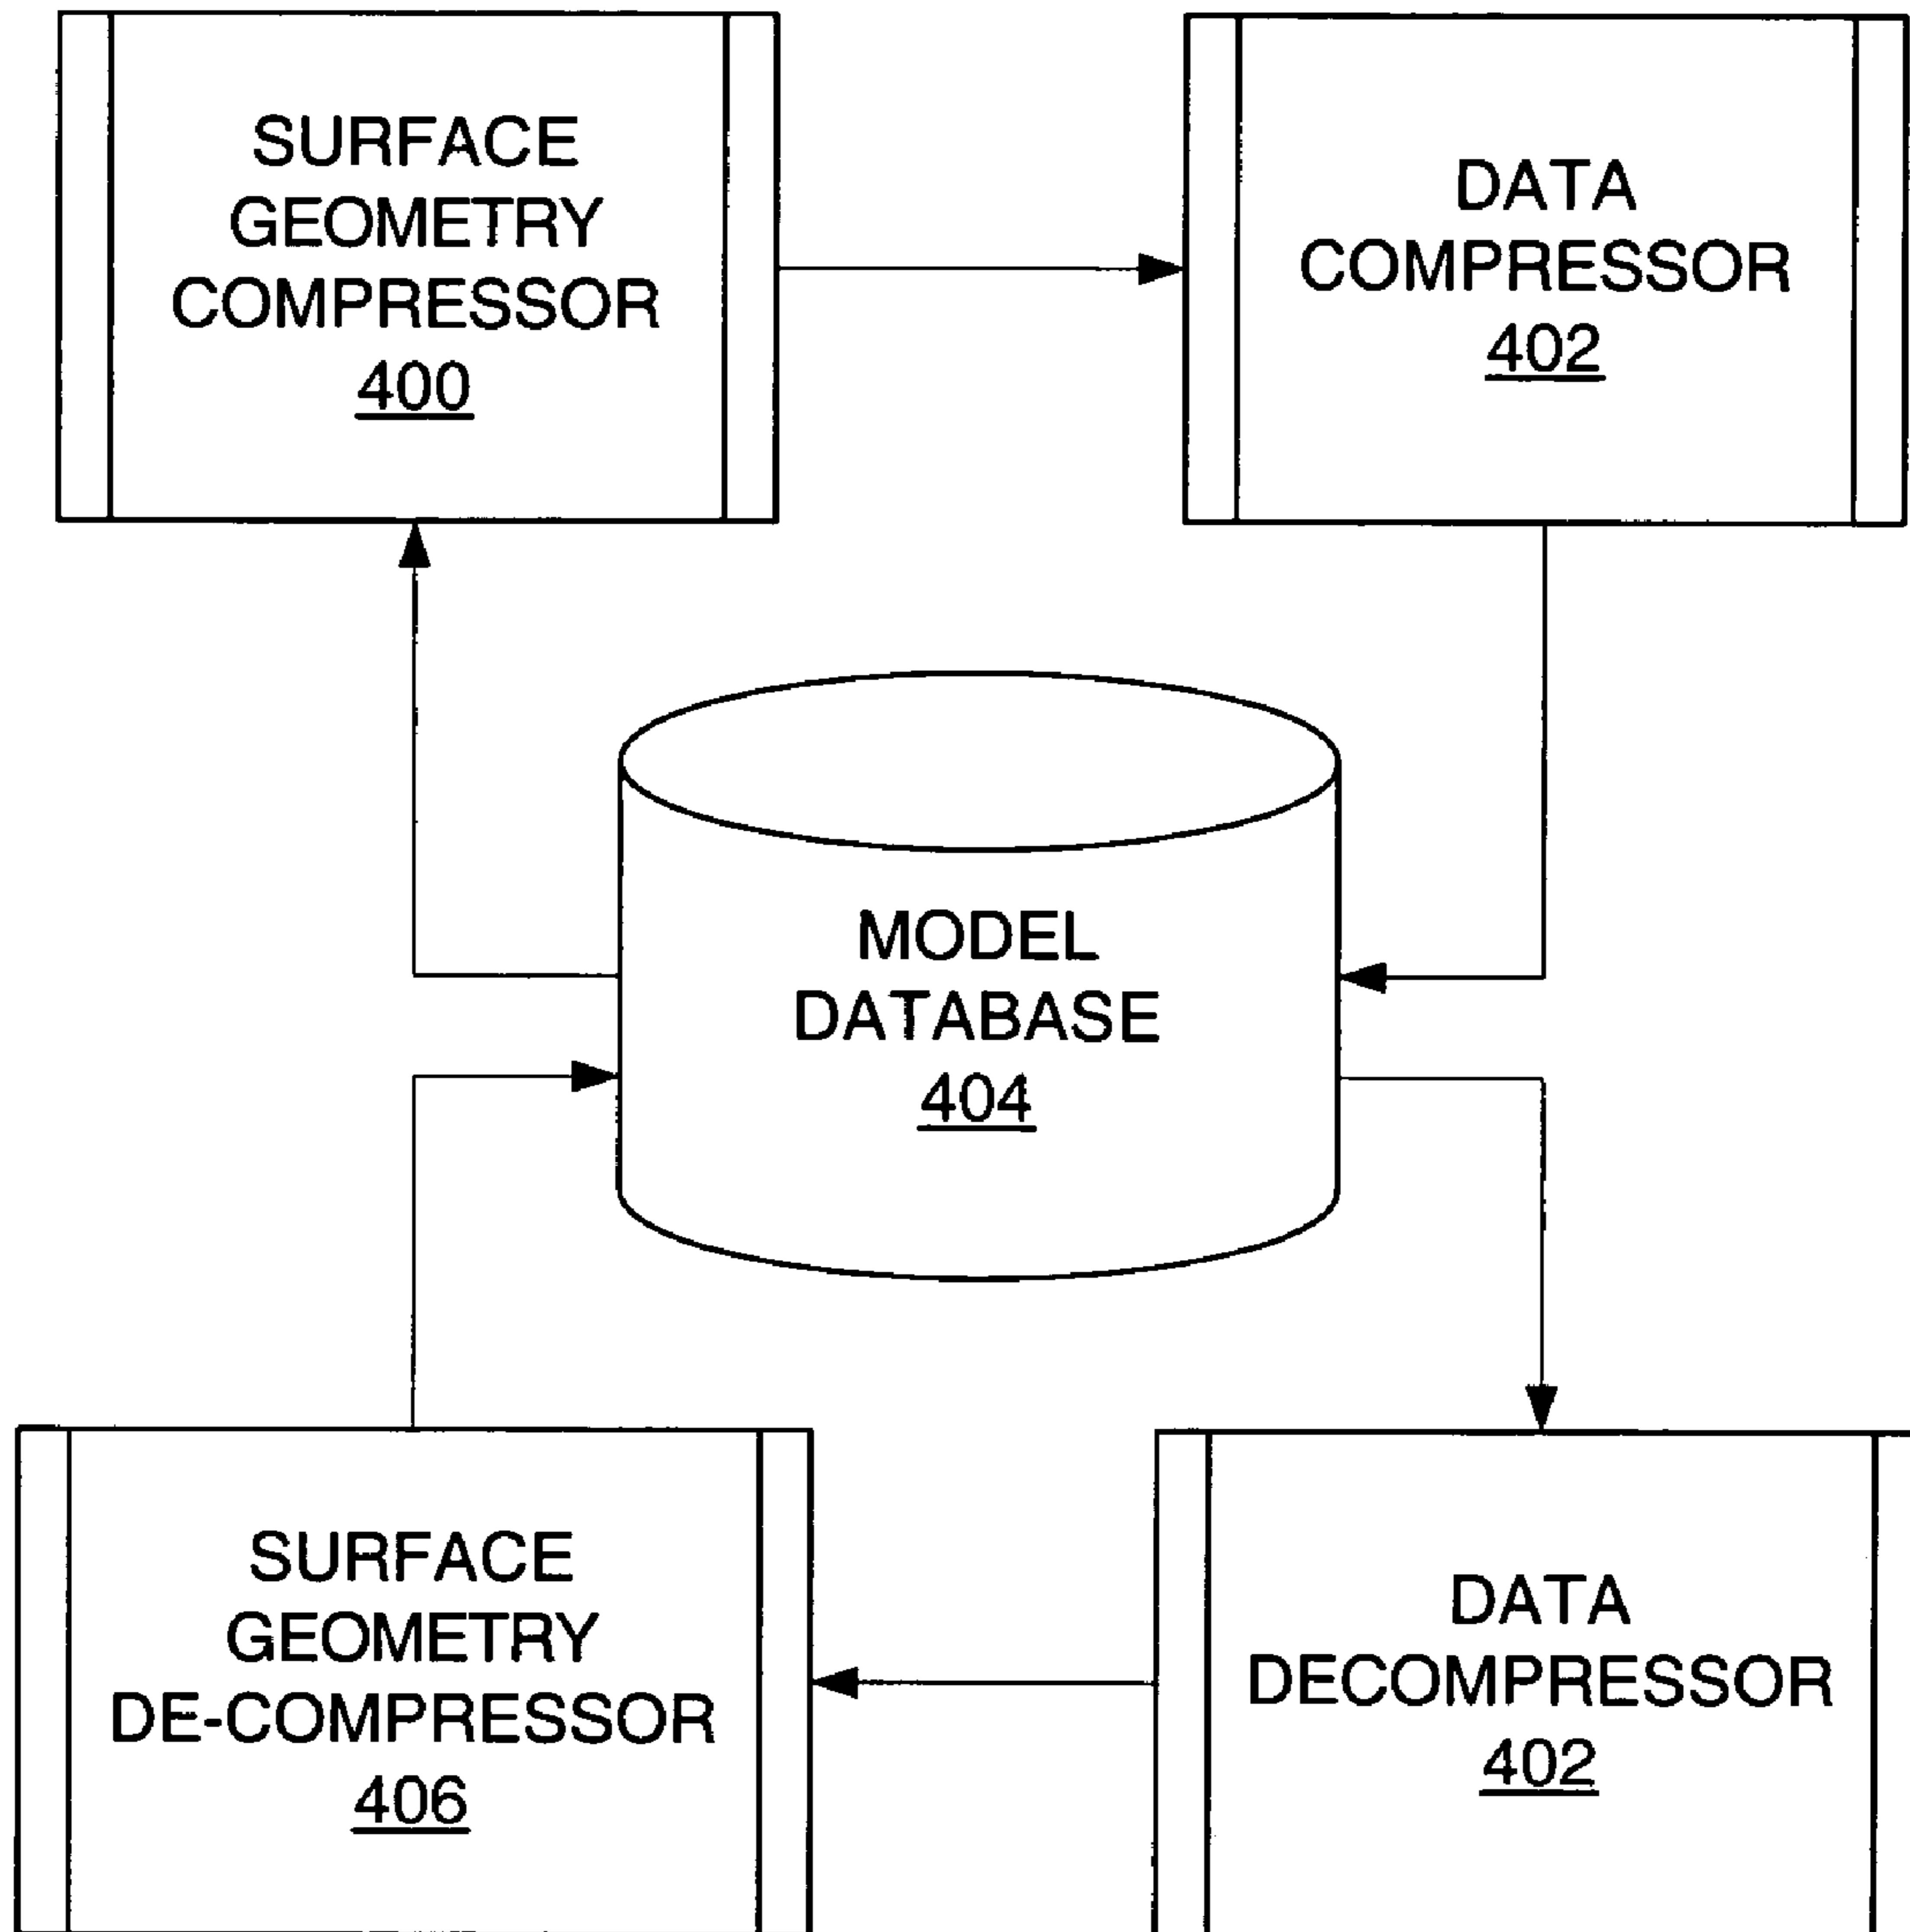 SURFACE
GEOMETRY
COMPRESSOR
400
DATA
COMPRESSOR
402
MODEL
DATABASE
404
SURFACE
GEOMETRY
DE-COMPRESSOR
406
DATA
DECOMPRESSOR
402